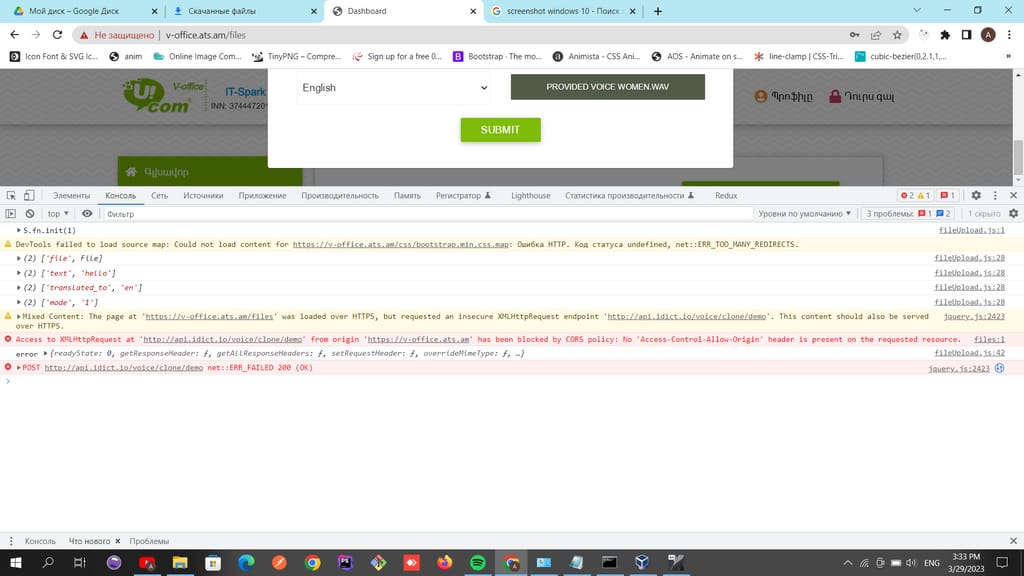 Мой диск – Google Диск
Скачанные файлы
Dashboard
screenshot windows 10 - Поиск
Не защищено
v-office.ats.am/files
A
Icon Font & SVG Ic...
anim
Online Image Com...
TinyPNG – Compre...
Sign up for a free 0...
Bootstrap · The mo...
Animista - CSS Ani...
AOS - Animate on s...
line-clamp | CSS-Tri...
cubic-bezier(0,2,1,1,...
»
U!
com
V-office
IT-Spark
INN: 37444720
English
PROVIDED VOICE WOMEN.WAV
SUBMIT
Պրոֆիլը
Դուրս գալ
Գլխավոր
Элементы
Консоль
Сеть
Источники
Приложение
Производительность
Память
Регистратор
Lighthouse
Статистика производительности
Redux
2
1
1
top
Фильтр
Уровни по умолчанию
3 проблемы: 1 2
1 скрыто
S.fn.init(1)
fileUpload.js:1
DevTools failed to load source map: Could not load content for https://v-office.ats.am/css/bootstrap.min.css.map: Ошибка HTTP. Код статуса undefined, net::ERR_TOO_MANY_REDIRECTS.
(2) ['file', File]
fileUpload.js:28
(2) ['text', 'hello']
fileUpload.js:28
(2) ['translated_to', 'en']
fileUpload.js:28
(2) ['mode', '1']
fileUpload.js:28
Mixed Content: The page at 'https://v-office.ats.am/files' was loaded over HTTPS, but requested an insecure XMLHttpRequest endpoint 'http://api.idict.io/voice/clone/demo'. This content should also be served
jquery.js:2423
over HTTPS.
Access to XMLHttpRequest at 'http://api.idict.io/voice/clone/demo' from origin 'https://v-office.ats.am' has been blocked by CORS policy: No 'Access-Control-Allow-Origin' header is present on the requested resource.
files:1
error {readyState: 0, getResponseHeader: ƒ, getAllResponseHeaders: ƒ, setRequestHeader: ƒ, overrideMimeType: ƒ, …}
fileUpload.js:42
POST http://api.idict.io/voice/clone/demo net::ERR_FAILED 200 (OK)
jquery.js:2423
Консоль
Что нового
Проблемы
ENG
3:33 PM
3/29/2023